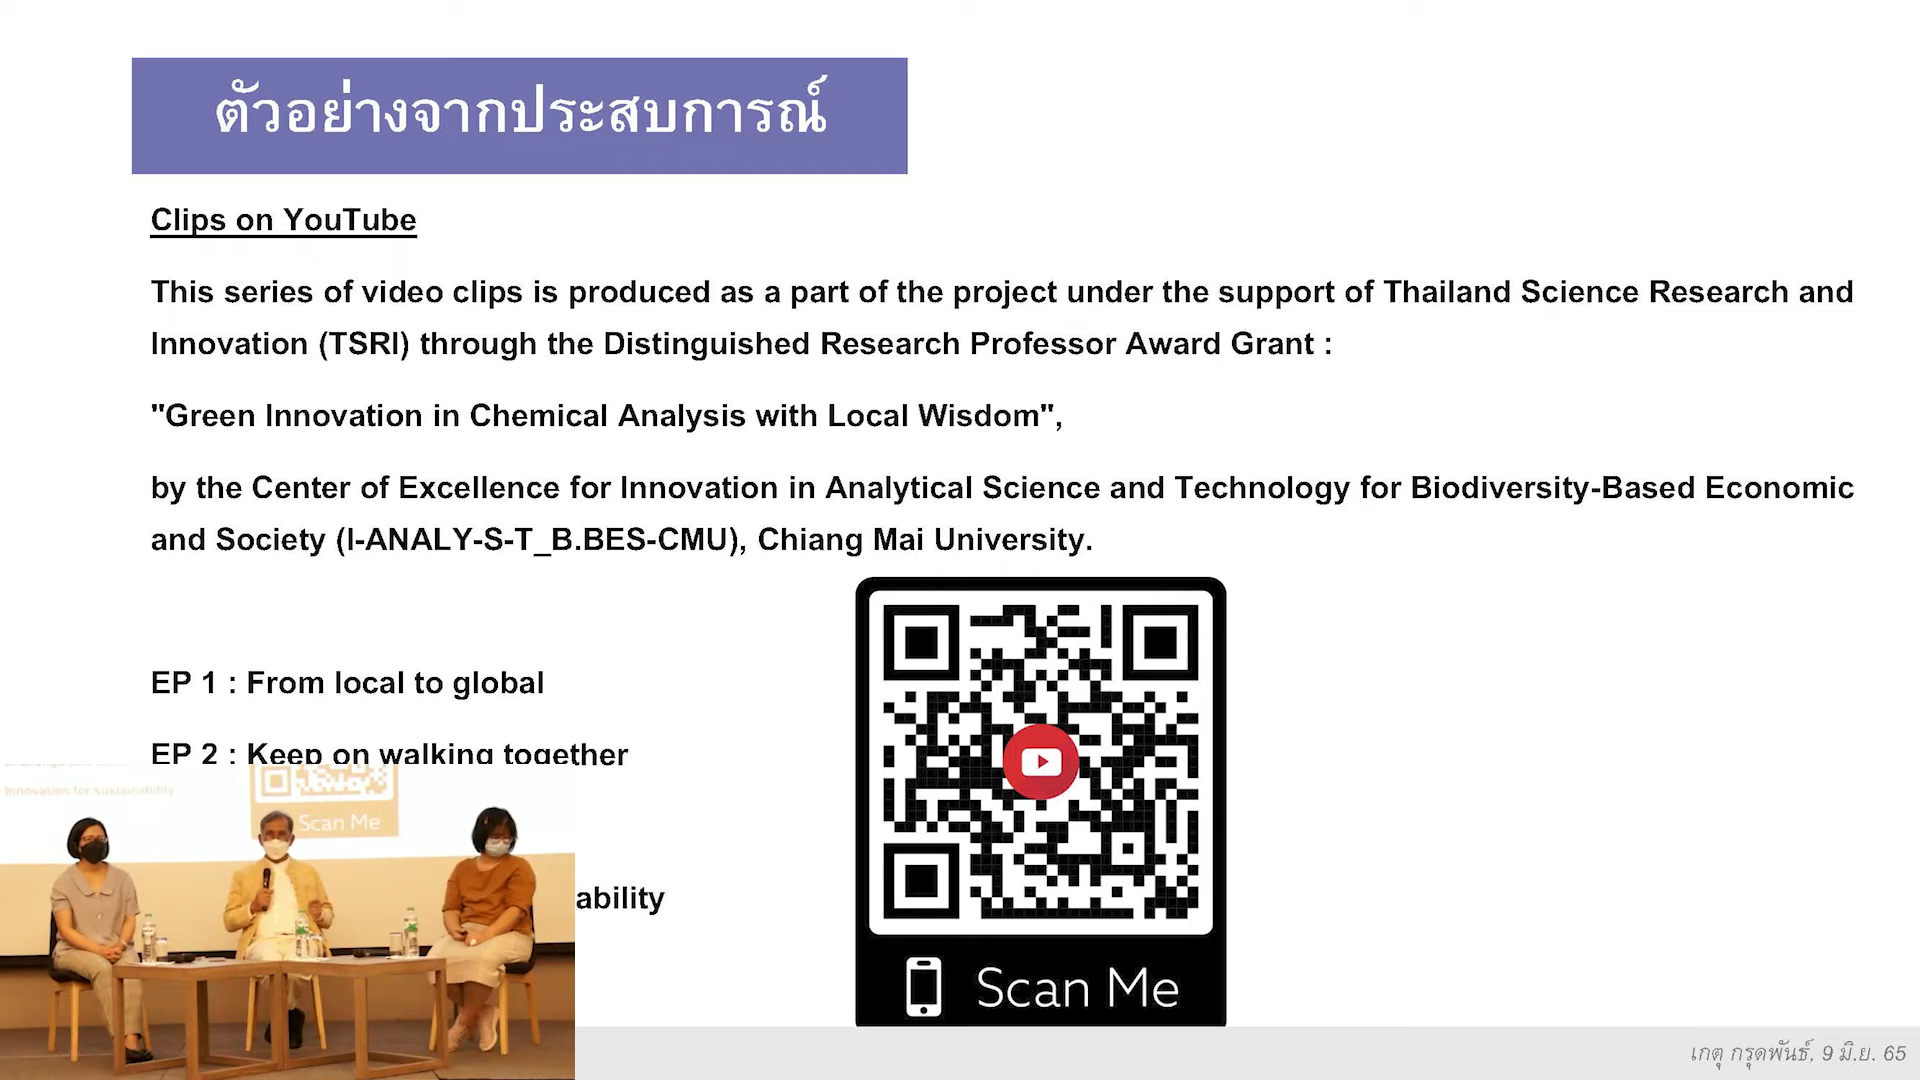 ตัวอย่างจากประสบการณ์
Clips on YouTube
This series of video clips is produced as a part of the project under the support of Thailand Science Research and
Innovation (TSRI) through the Distinguished Research Professor Award Grant :
"Green Innovation in Chemical Analysis with Local Wisdom",
by the Center of Excellence for Innovation in Analytical Science and Technology for Biodiversity-Based Economic
and Society (I-ANALY-S-T_B.BES-CMU), Chiang Mai University.
EP 1 : From local to global
EP 2 : Keep on walking together
Innovation for sustainability
Scan Me
ability
Scan Me
เกตุ กรุดพันธ์, 9 มิ.ย. 65